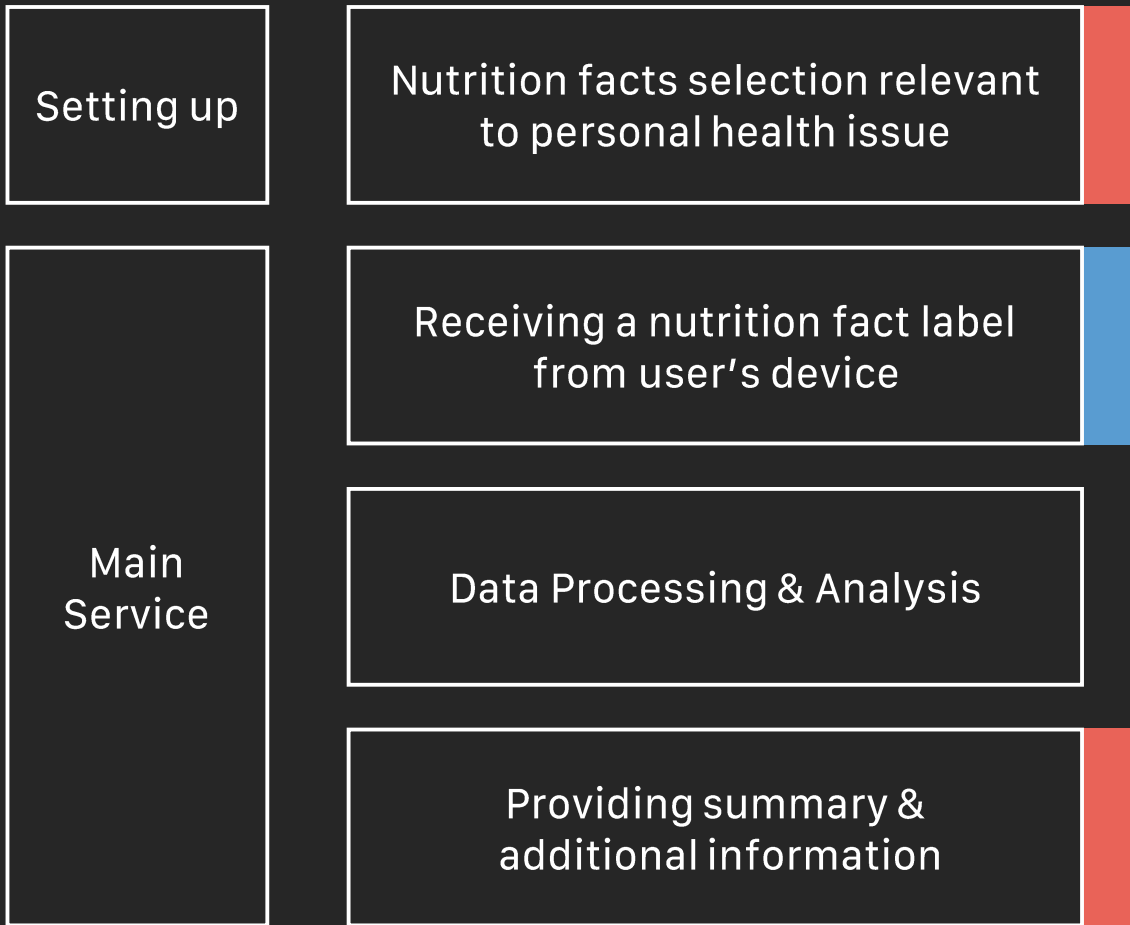 Setting up
Nutrition facts selection relevant
to personal health issue
Main
Service
Receiving a nutrition fact label
from user’s device
Data Processing & Analysis
Providing summary &
additional information